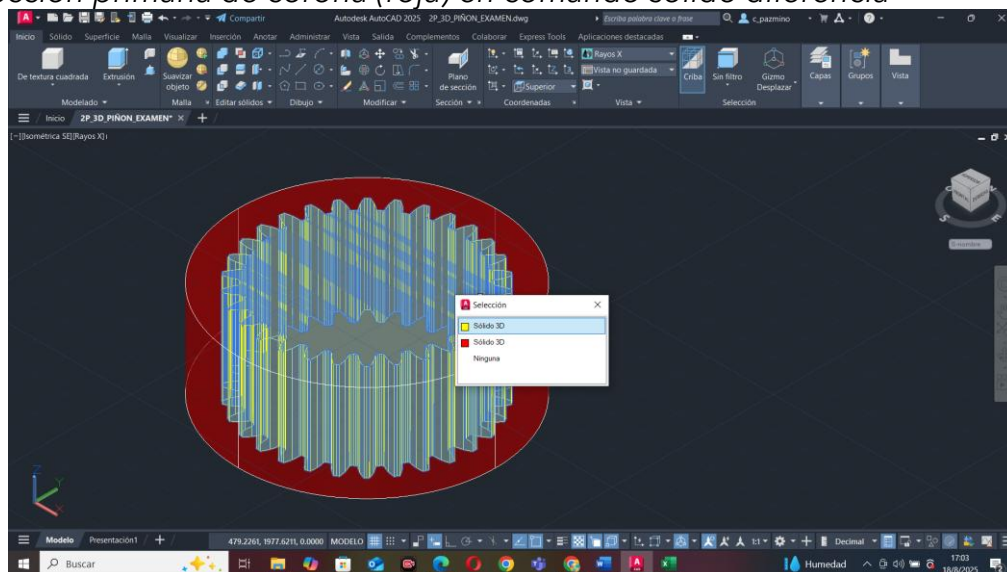 cción primaria de corona (roja) en comando sólido diferencia
Compartir Autodesk AutoCAD 2025 2P_3D_PIÑON_EXAMEN.dwg Escriba palabra clave o frase c_pazmino
Inicio Sólido Superficie Malla Visualizar Inserción Anotar Administrar Vista Salida Complementos Colaborar Express Tools Aplicaciones destacadas
Rayos X
Vista no guardada
De textura cuadrada Extrusión Suavizar objeto Plano de sección Superior Criba Sin filtro Gizmo Desplazar Capas Grupos Vista
Modelado Malla Editar sólidos Dibujo Modificar Sección Coordenadas Vista Selección
Inicio 2P_3D_PIÑON_EXAMEN* × +
[−][Isométrica SE][Rayos X]
S E
Selección
Sólido 3D
Sólido 3D
Ninguna
Z
Y
X
Modelo Presentación1 + 479.2261, 1977.6211, 0.0000 MODELO 1:1 Decimal
Buscar Humedad 17:03
18/8/2025